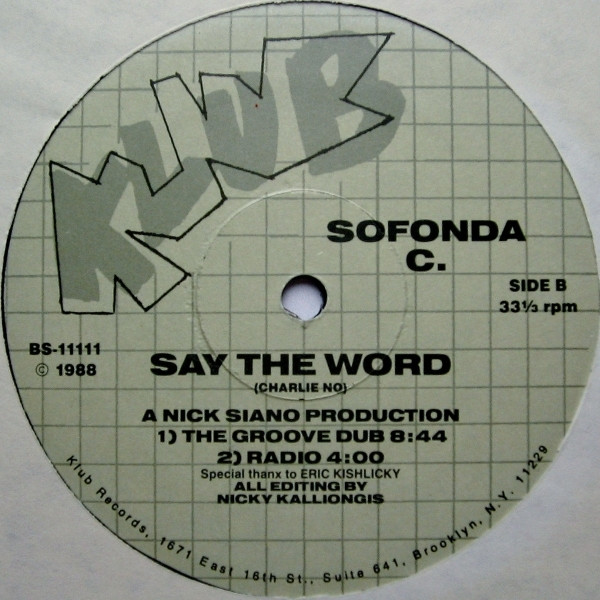 KLUB
SOFONDA
C.
SIDE B
33⅓ rpm
BS-11111
© 1988
SAY THE WORD
(CHARLIE NO)
A NICK SIANO PRODUCTION
1) THE GROOVE DUB 8:44
2) RADIO 4:00
Special thanx to ERIC KISHLICKY
ALL EDITING BY
NICKY KALLIONGIS
Klub Records, 1671 East 16th St., Suite 641, Brooklyn, N.Y. 11229